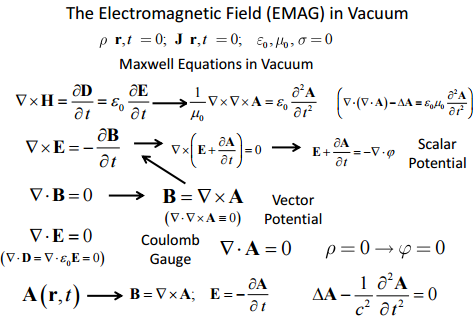 The Electromagnetic Field (EMAG) in Vacuum
ρ r,t = 0; J r,t = 0; ε₀, μ₀, σ = 0
Maxwell Equations in Vacuum
∇×H = ∂D/∂t = ε₀ ∂E/∂t → 1/μ₀ ∇×∇×A = ε₀ ∂²A/∂t² (∇·(∇·A)−ΔA = ε₀μ₀ ∂²A/∂t²)
∇×E = −∂B/∂t → ∇×(E+∂A/∂t) = 0 → E+∂A/∂t = −∇·φ Scalar Potential
∇·B = 0 → B = ∇×A Vector Potential
(∇·∇×A ≡ 0)
∇·E = 0 Coulomb Gauge ∇·A = 0 ρ = 0 → φ = 0
(∇·D = ∇·ε₀E = 0)
A(r,t) → B = ∇×A; E = −∂A/∂t ΔA − 1/c² ∂²A/∂t² = 0